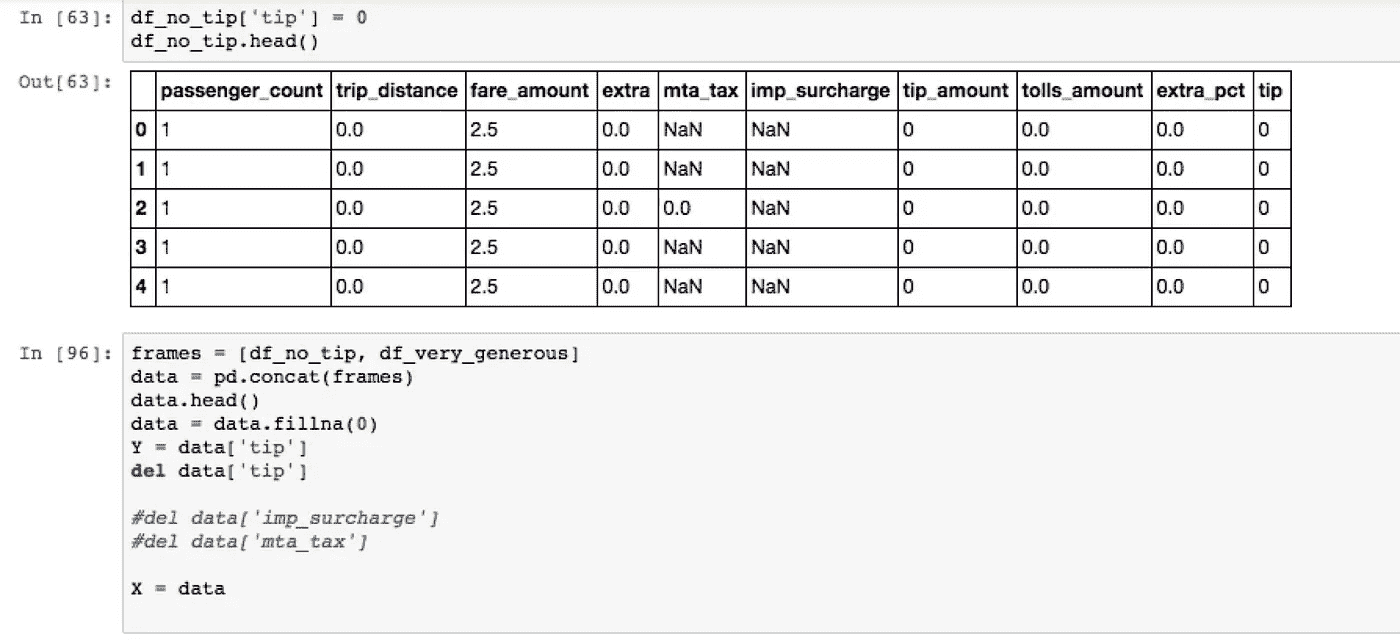 In [63]: df_no_tip['tip'] = 0
df_no_tip.head()
Out[63]: passenger_count trip_distance fare_amount extra mta_tax imp_surcharge tip_amount tolls_amount extra_pct tip
0 1 0.0 2.5 0.0 NaN NaN 0 0.0 0.0 0
1 1 0.0 2.5 0.0 NaN NaN 0 0.0 0.0 0
2 1 0.0 2.5 0.0 0.0 NaN 0 0.0 0.0 0
3 1 0.0 2.5 0.0 NaN NaN 0 0.0 0.0 0
4 1 0.0 2.5 0.0 NaN NaN 0 0.0 0.0 0
In [96]: frames = [df_no_tip, df_very_generous]
data = pd.concat(frames)
data.head()
data = data.fillna(0)
Y = data['tip']
del data['tip']
#del data['imp_surcharge']
#del data['mta_tax']
X = data